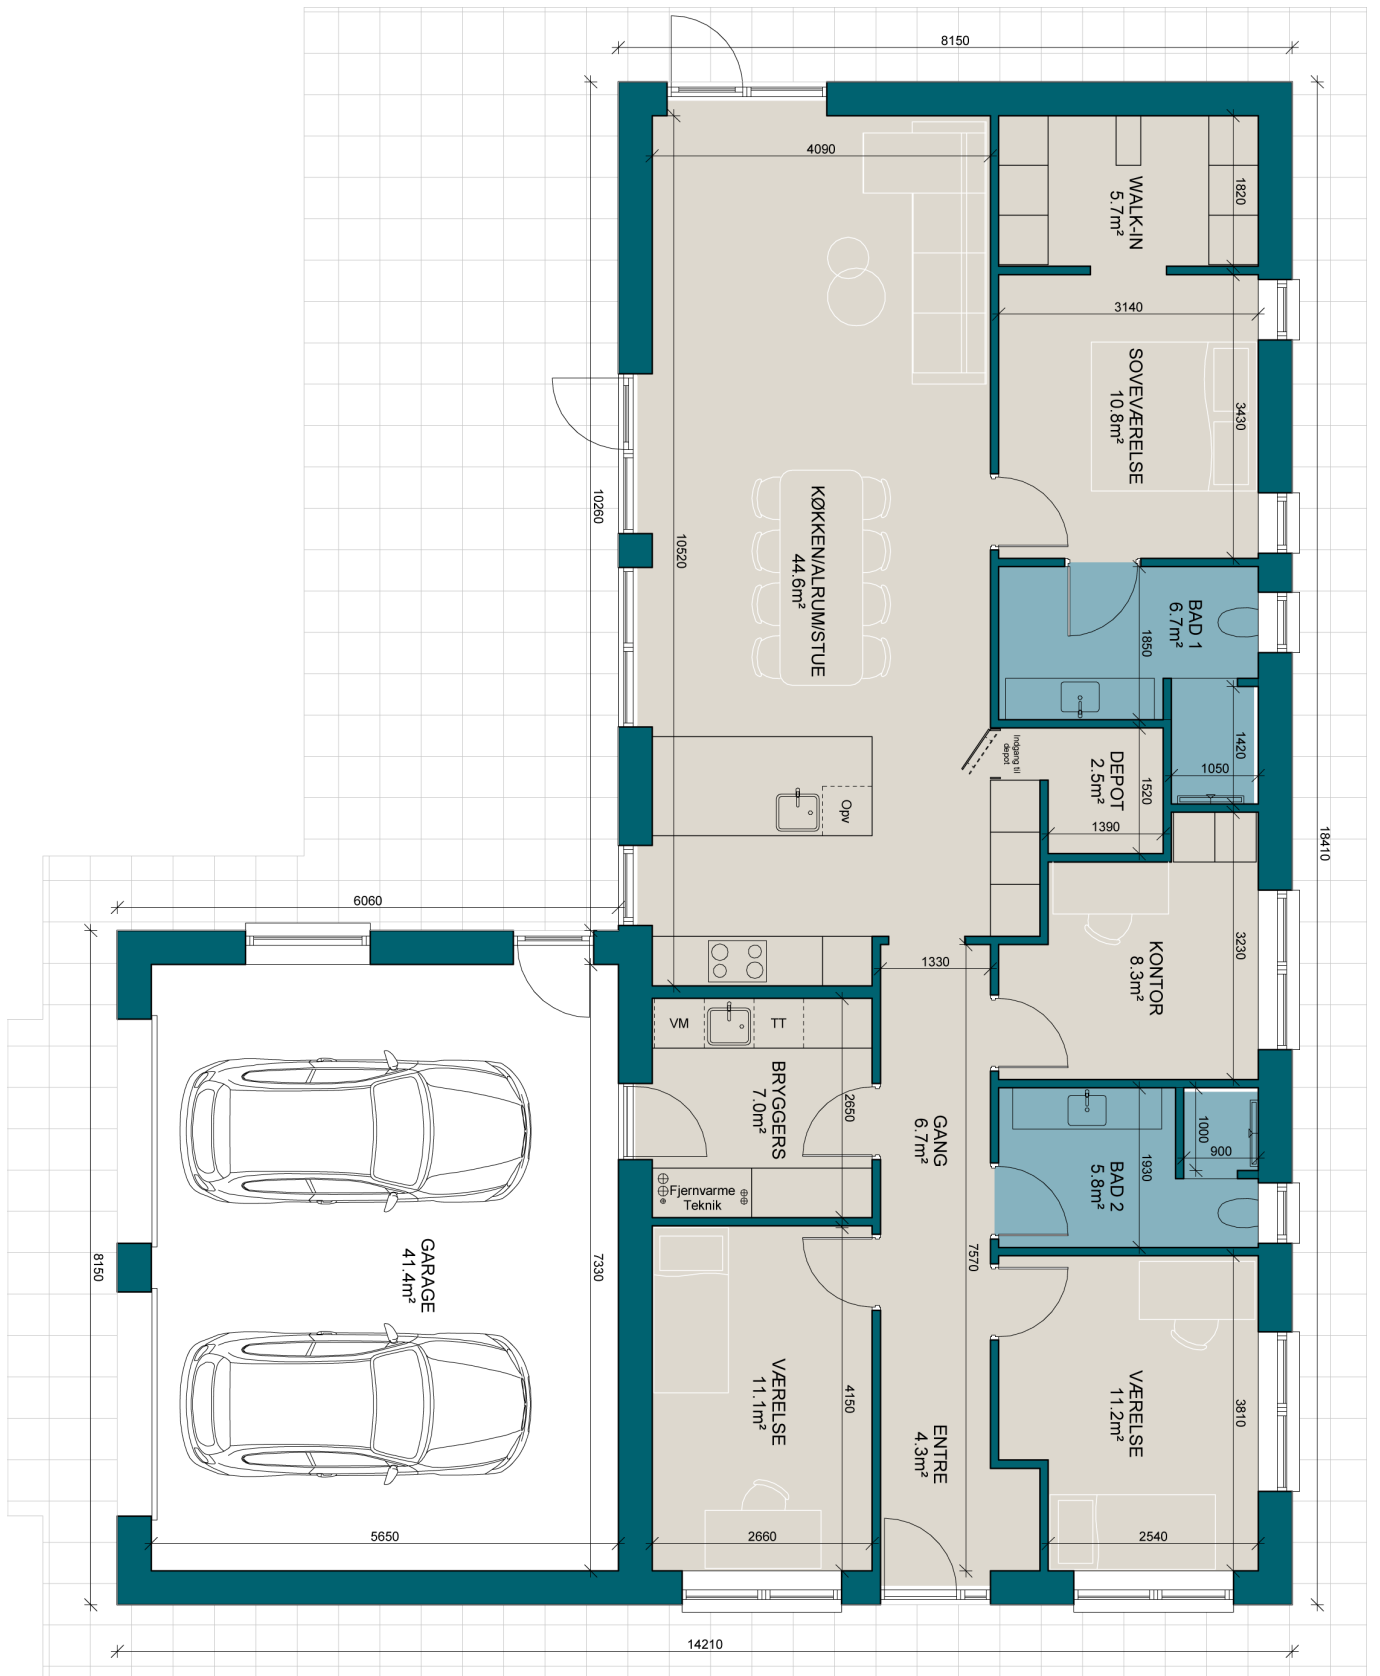 8150
4090
WALK-IN
5.7m²
1820
3140
SOVEVÆRELSE
10.8m²
3430
10260
10520
KØKKEN/ALRUM/STUE
44.6m²
BAD 1
6.7m²
1850
1420
1050
Indgang til
depot
DEPOT
2.5m²
1520
1390
Opv
18410
6060
KONTOR
8.3m²
3230
1330
VM
TT
BRYGGERS
7.0m²
2650
GANG
6.7m²
1000
900
BAD 2
5.8m²
1930
Fjernvarme
Teknik
GARAGE
41.4m²
7330
8150
7570
VÆRELSE
11.1m²
4150
ENTRE
4.3m²
VÆRELSE
11.2m²
3810
5650
2660
2540
14210